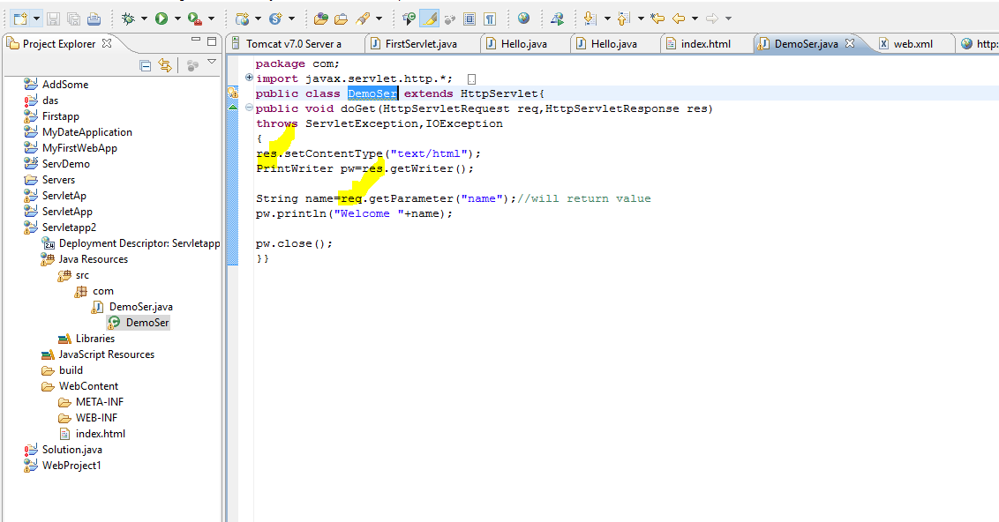 Project Explorer
AddSome
das
Firstapp
MyDateApplication
MyFirstWebApp
ServDemo
Servers
ServletAp
ServletApp
Servletapp2
Deployment Descriptor: Servletapp
Java Resources
src
com
DemoSer.java
DemoSer
Libraries
JavaScript Resources
build
WebContent
META-INF
WEB-INF
index.html
Solution.java
WebProject1
Tomcat v7.0 Server a
FirstServlet.java
Hello.java
Hello.java
index.html
DemoSer.java
web.xml
http:
package com;
import javax.servlet.http.*;
public class DemoSer extends HttpServlet{
public void doGet(HttpServletRequest req,HttpServletResponse res)
throws ServletException,IOException
{
res.setContentType("text/html");
PrintWriter pw=res.getWriter();
String name=req.getParameter("name");//will return value
pw.println("Welcome "+name);
pw.close();
}}